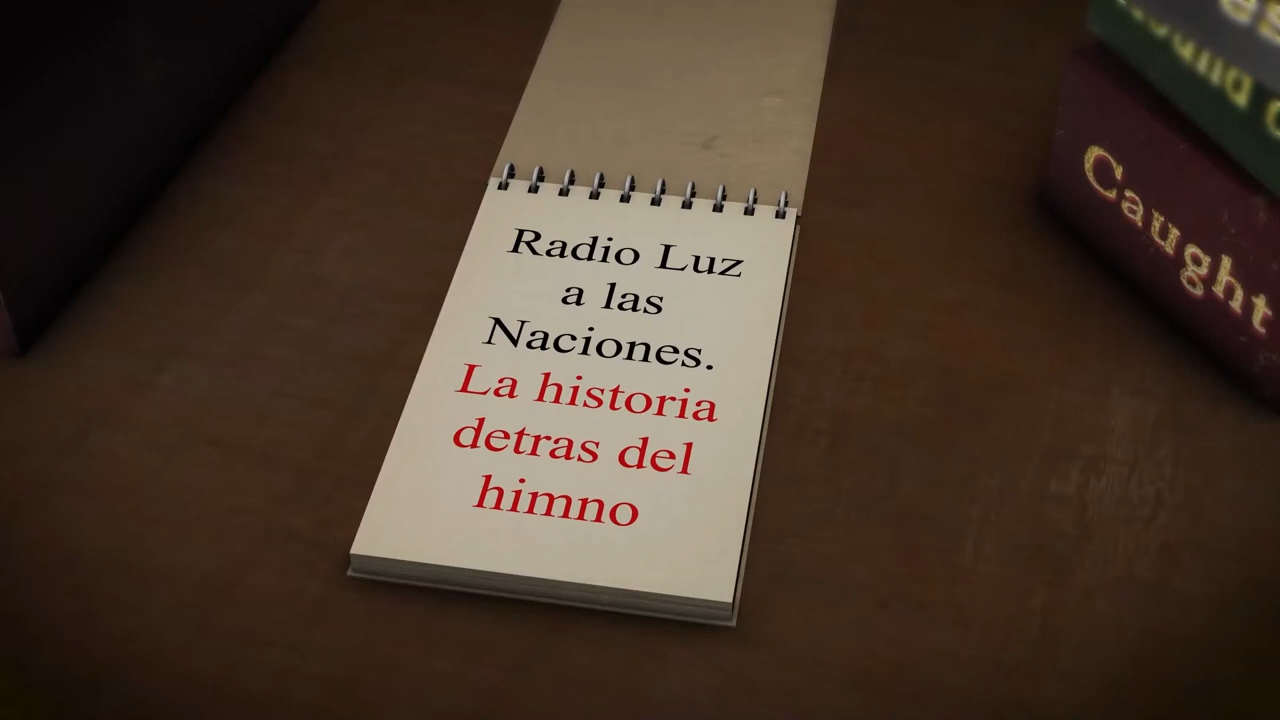 Radio Luz
a las
Naciones.
La historia
detras del
himno
Caught